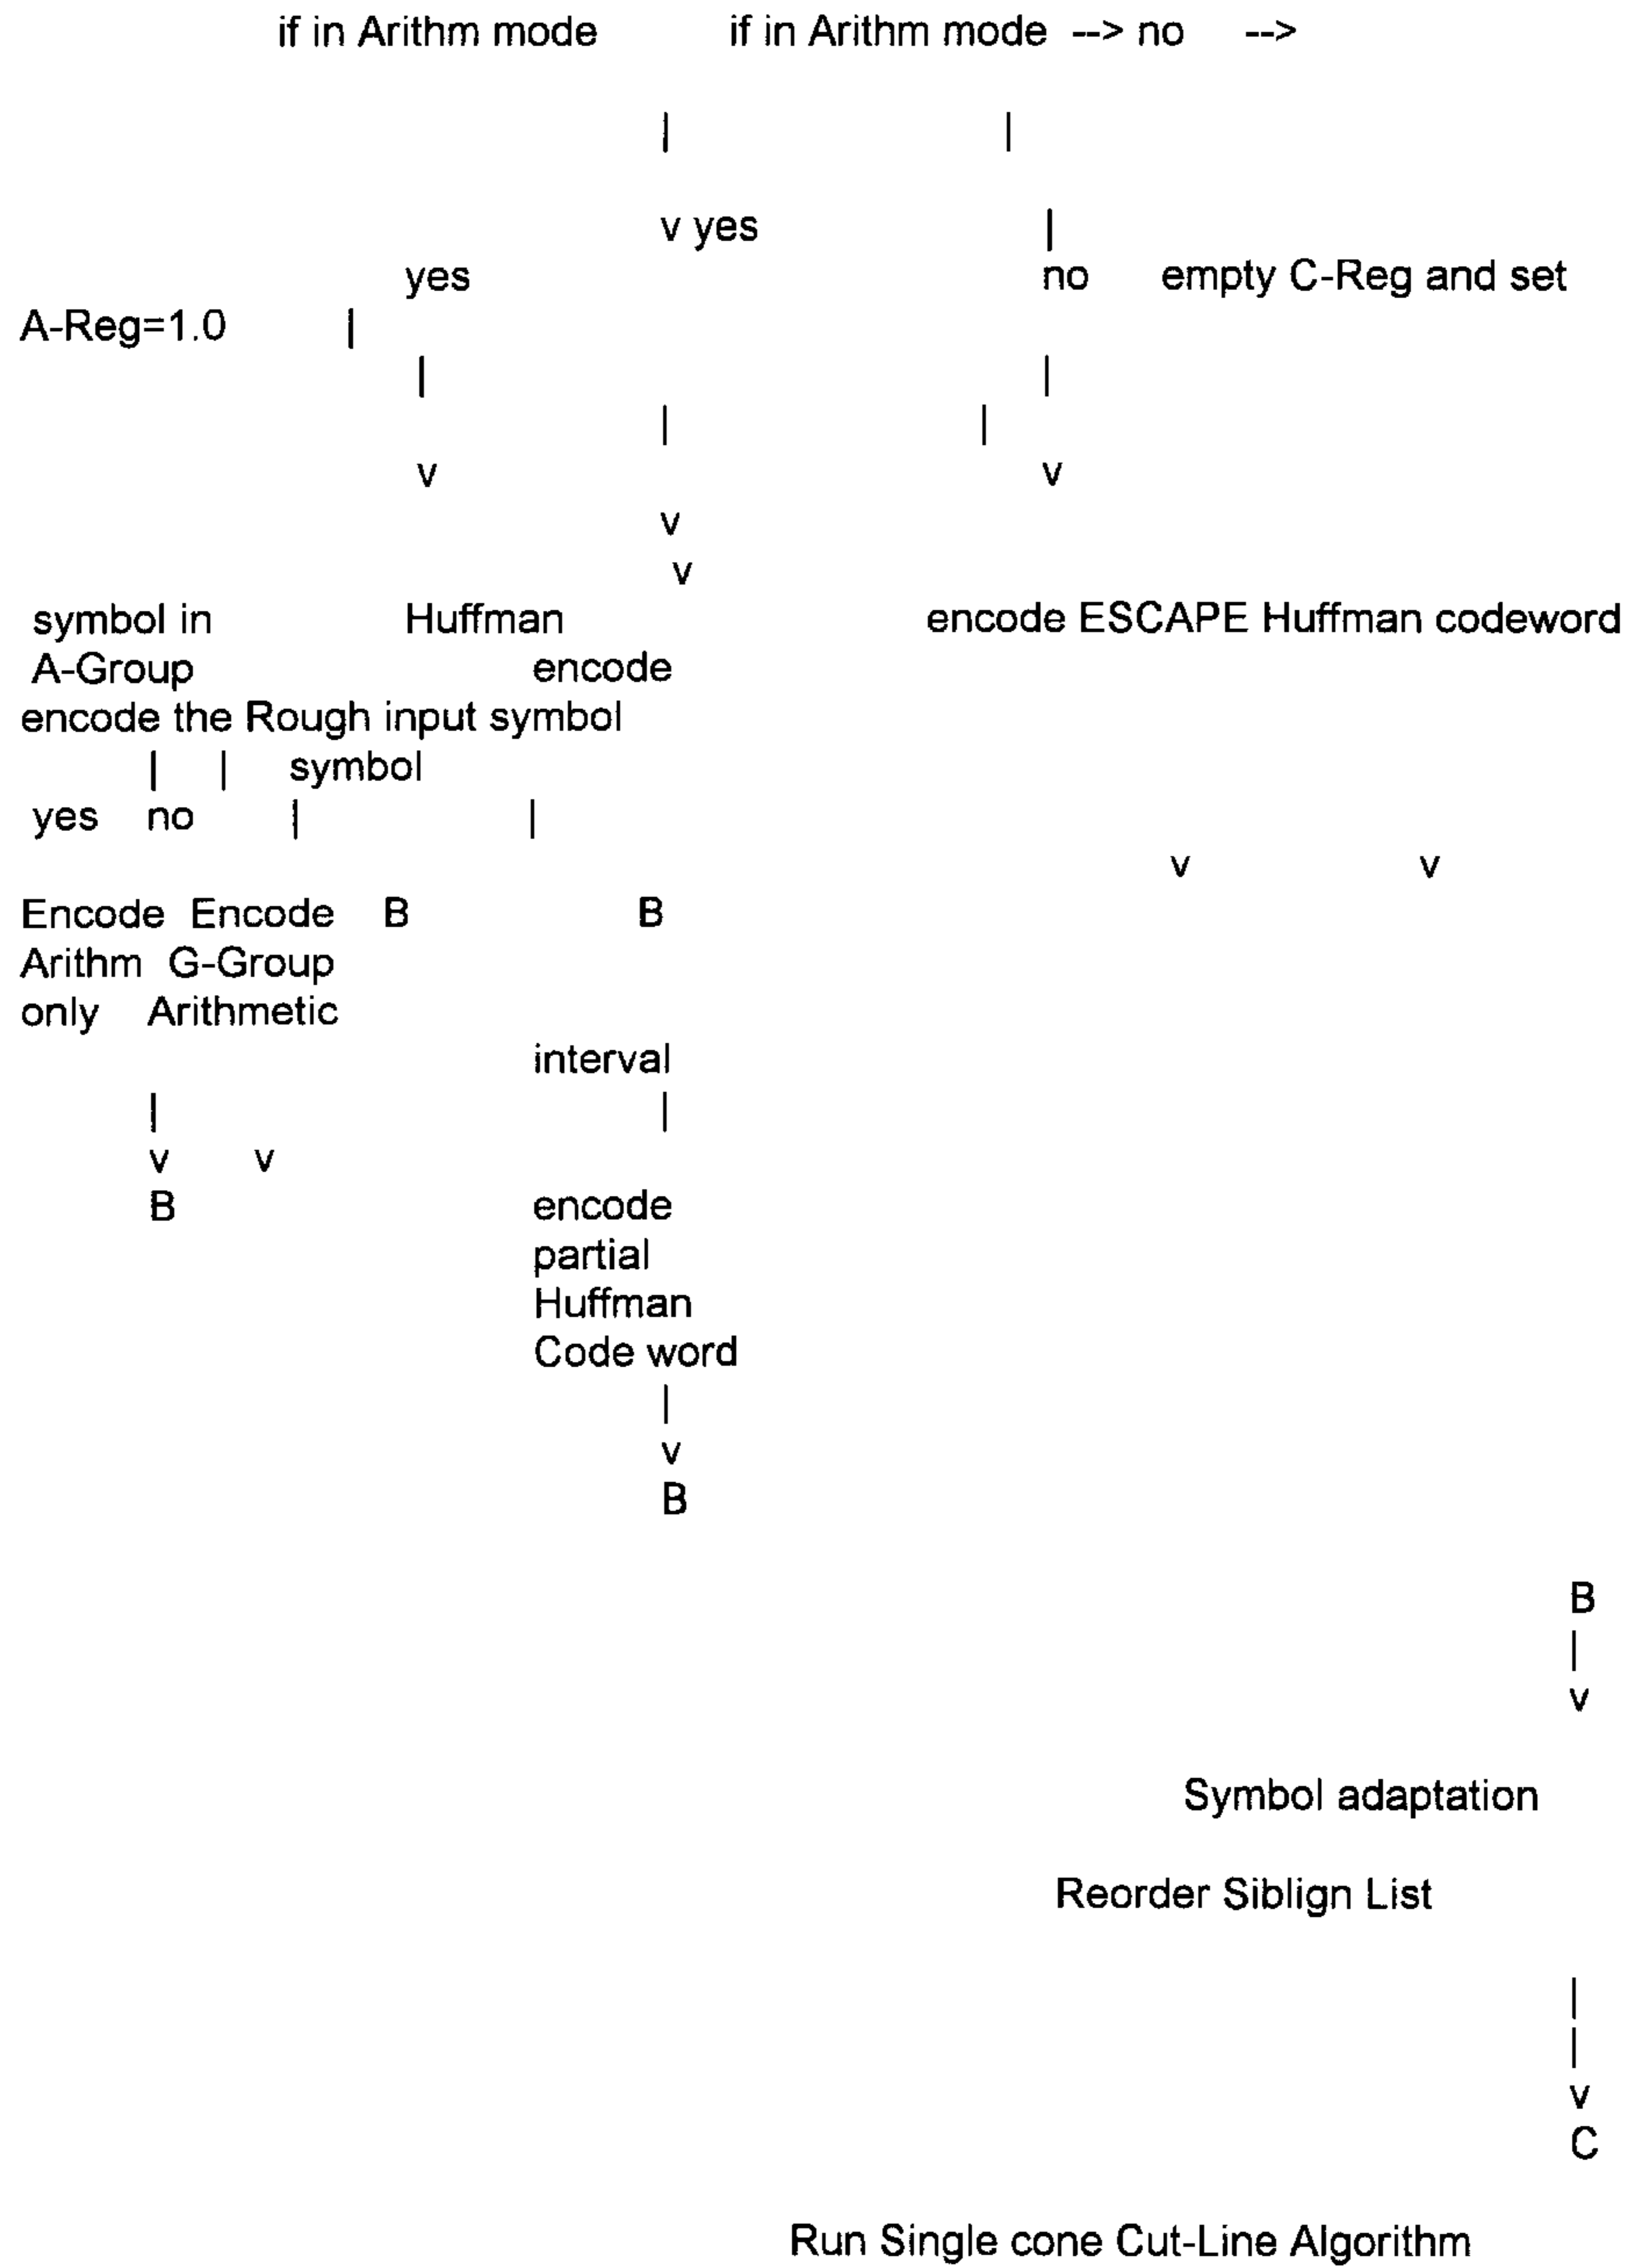 if in Arithm mode if in Arithm mode --> no -->
| |
v yes |
yes no empty C-Reg and set
A-Reg=1.0 |
| |
| |
v v
v
v
symbol in Huffman encode ESCAPE Huffman codeword
A-Group encode
encode the Rough input symbol
| | symbol
yes no | |
v v
Encode Encode B B
Arithm G-Group
only Arithmetic
interval
| |
v v
B encode
partial
Huffman
Code word
|
v
B
B
|
v
Symbol adaptation
Reorder Siblign List
|
|
v
C
Run Single cone Cut-Line Algorithm